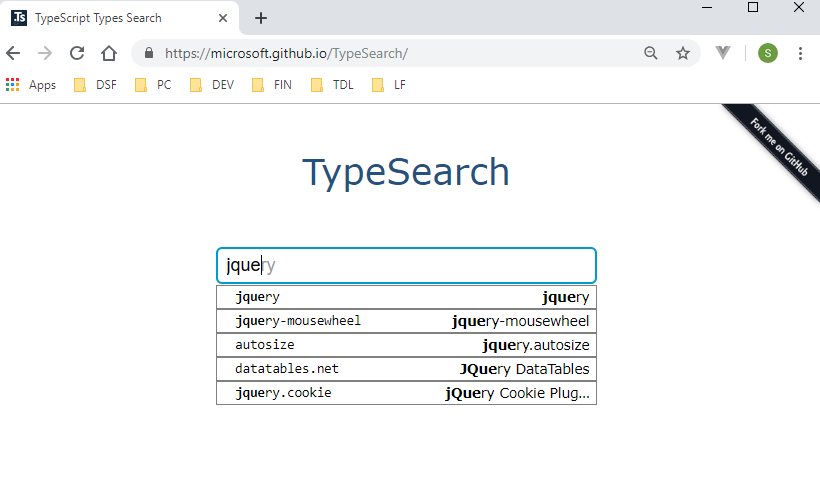 .Ts TypeScript Types Search
https://microsoft.github.io/TypeSearch/ S
Apps DSF PC DEV FIN TDL LF
Fork me on GitHub
TypeSearch
jquery
jquery jquery
jquery-mousewheel jquery-mousewheel
autosize jquery.autosize
datatables.net JQuery DataTables
jquery.cookie jQuery Cookie Plug...